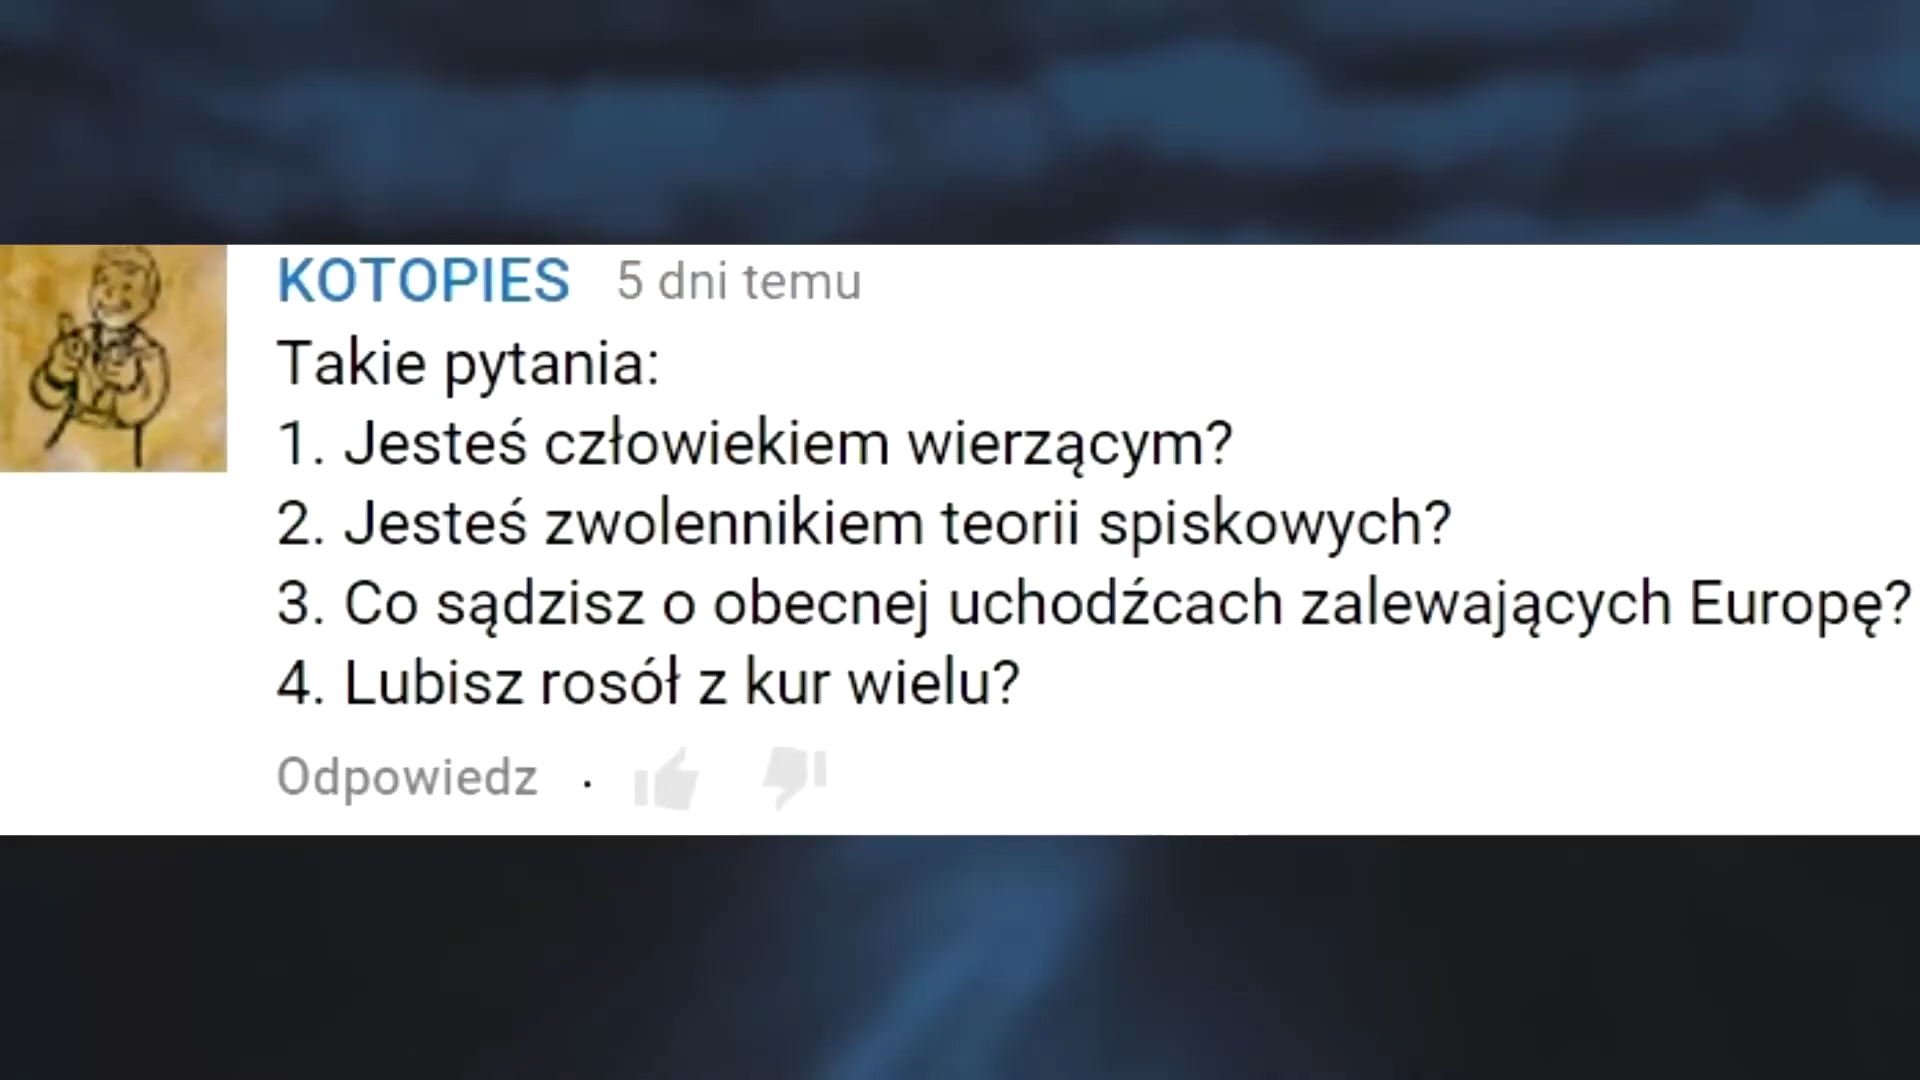 KOTOPIES 5 dni temu
Takie pytania:
1. Jesteś człowiekiem wierzącym?
2. Jesteś zwolennikiem teorii spiskowych?
3. Co sądzisz o obecnej uchodźcach zalewających Europę?
4. Lubisz rosół z kur wielu?
Odpowiedz ·